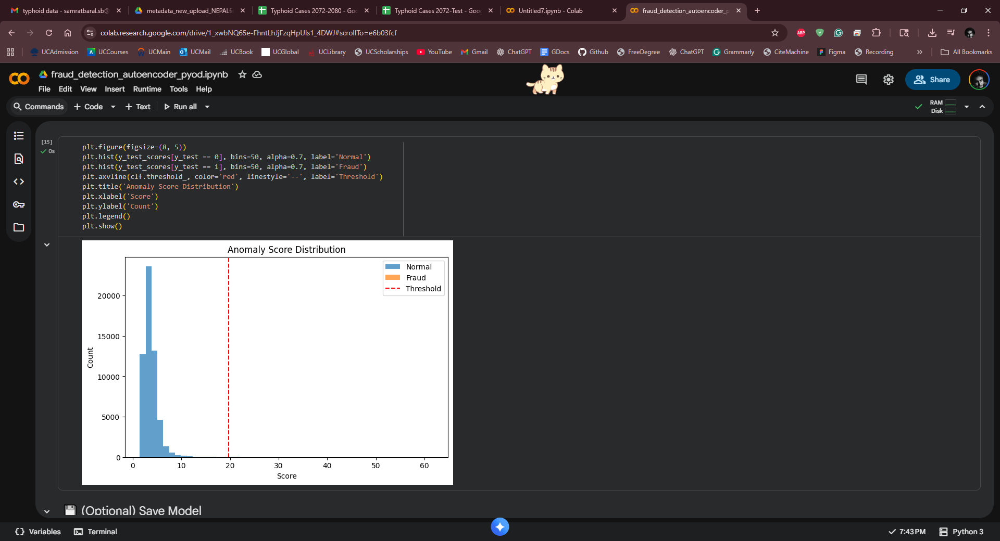 typhoid data - samratbaral.sb@
metadata_new_upload_NEPALfi
Typhoid Cases 2072-2080 - Goo
Typhoid Cases 2072-Test - Goo
Untitled7.ipynb - Colab
fraud_detection_autoencoder_p
colab.research.google.com/drive/1_xwbNQ65e-FhntLhJjFzqHpUls1_4DWJ#scrollTo=e6b03fcf
ABP
UCAdmission
UCCourses
UCMain
UCMail
UCBook
UCGlobal
UCLibrary
UCScholarships
YouTube
Gmail
ChatGPT
GDocs
Github
FreeDegree
ChatGPT
Grammarly
CiteMachine
Figma
Recording
All Bookmarks
fraud_detection_autoencoder_pyod.ipynb
File Edit View Insert Runtime Tools Help
Share
Commands + Code + Text Run all
RAM
Disk
[15]
0s
plt.figure(figsize=(8, 5))
plt.hist(y_test_scores[y_test == 0], bins=50, alpha=0.7, label='Normal')
plt.hist(y_test_scores[y_test == 1], bins=50, alpha=0.7, label='Fraud')
plt.axvline(clf.threshold_, color='red', linestyle='--', label='Threshold')
plt.title('Anomaly Score Distribution')
plt.xlabel('Score')
plt.ylabel('Count')
plt.legend()
plt.show()
Anomaly Score Distribution
Normal
Fraud
Threshold
20000
15000
10000
5000
0
Count
0 10 20 30 40 50 60
Score
(Optional) Save Model
{} Variables
Terminal
7:43 PM
Python 3